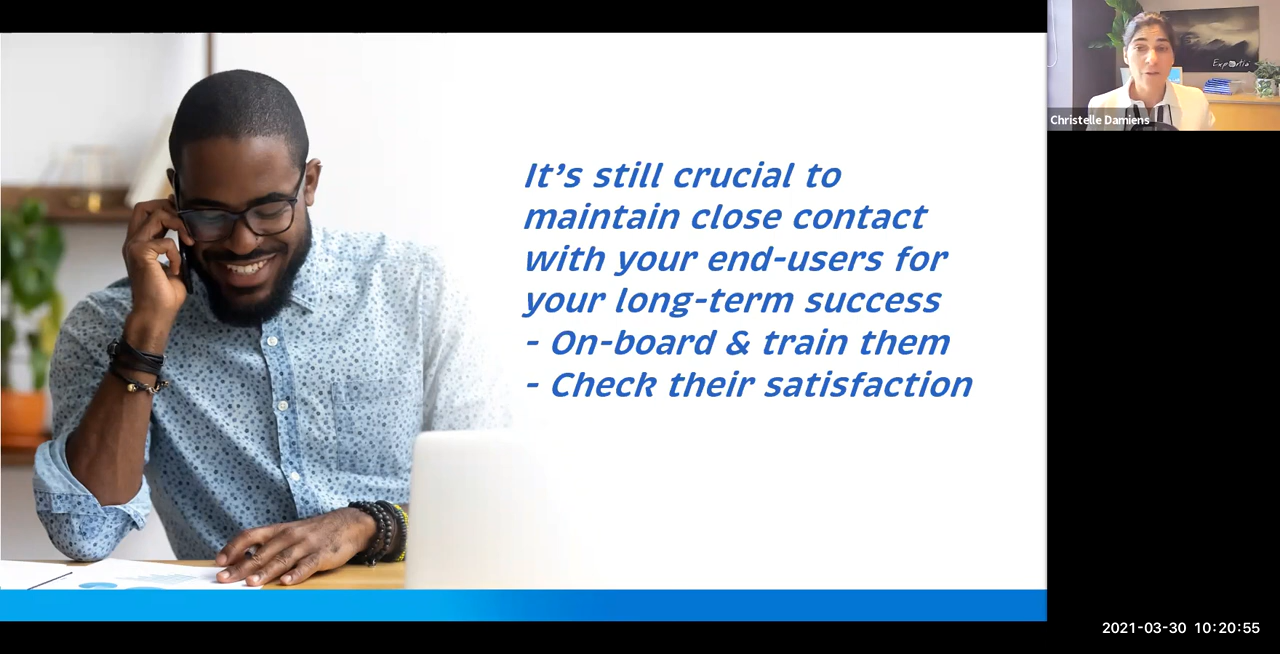 It's still crucial to
maintain close contact
with your end-users for
your long-term success
- On-board & train them
- Check their satisfaction
Exportia
Christelle Damiens
2021-03-30 10:20:55